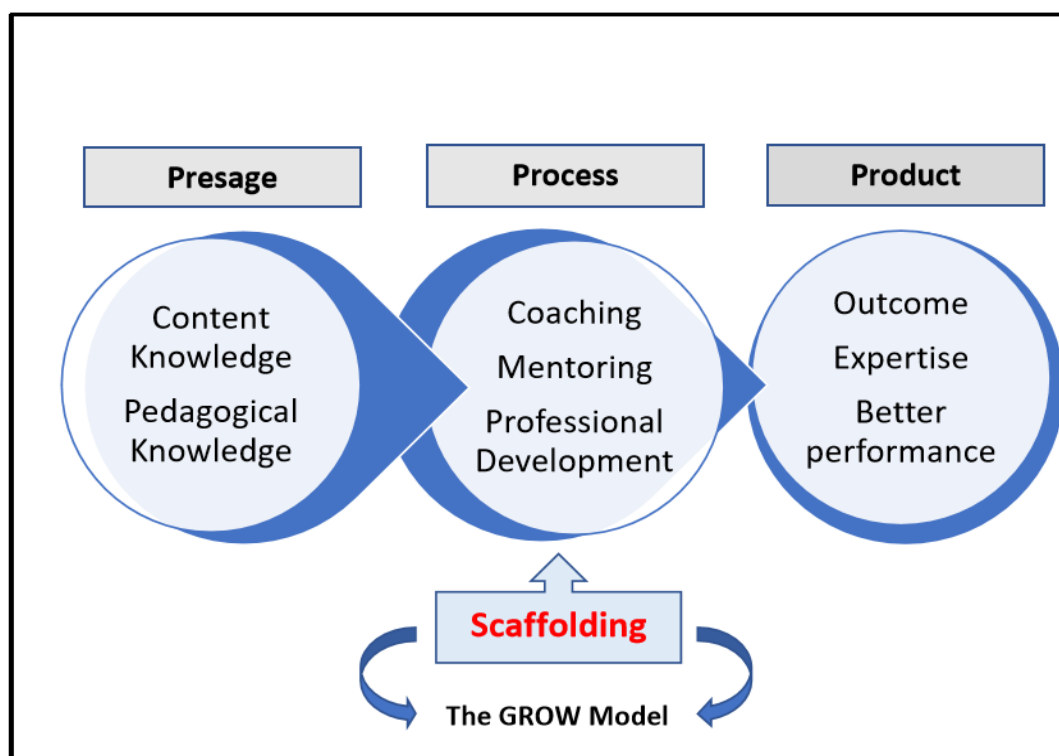 Presage
Process
Product
Content
Knowledge
Pedagogical
Knowledge
Coaching
Mentoring
Professional
Development
Outcome
Expertise
Better
performance
Scaffolding
The GROW Model